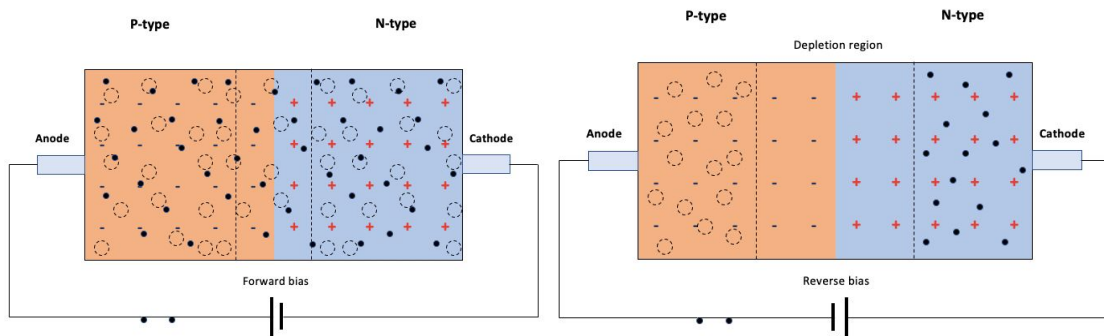 P-type
N-type
Anode
Cathode
Forward bias
P-type
N-type
Depletion region
Anode
Cathode
Reverse bias